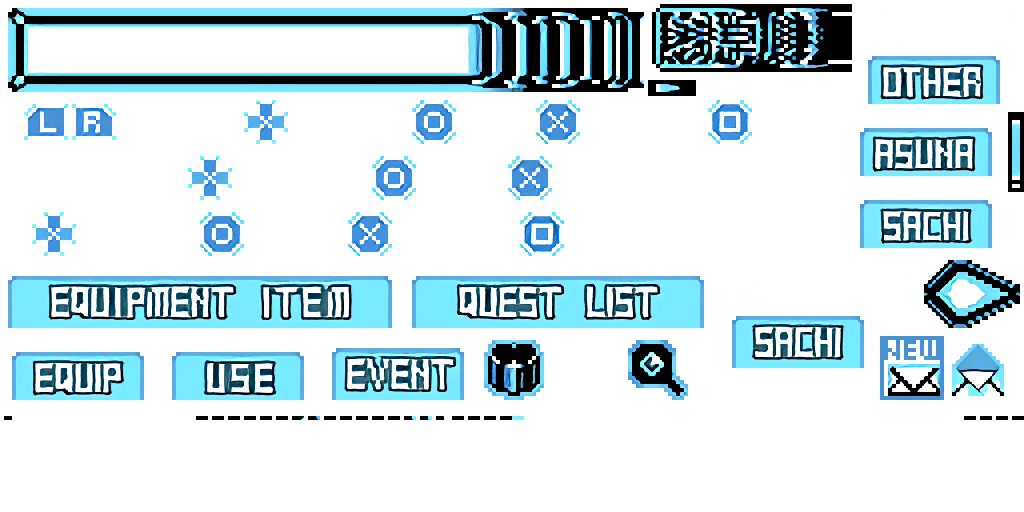 L R
OTHER
ASUNA
SACHI
EQUIPMENT ITEM
QUEST LIST
SACHI
EQUIP
USE
EVENT
NEW